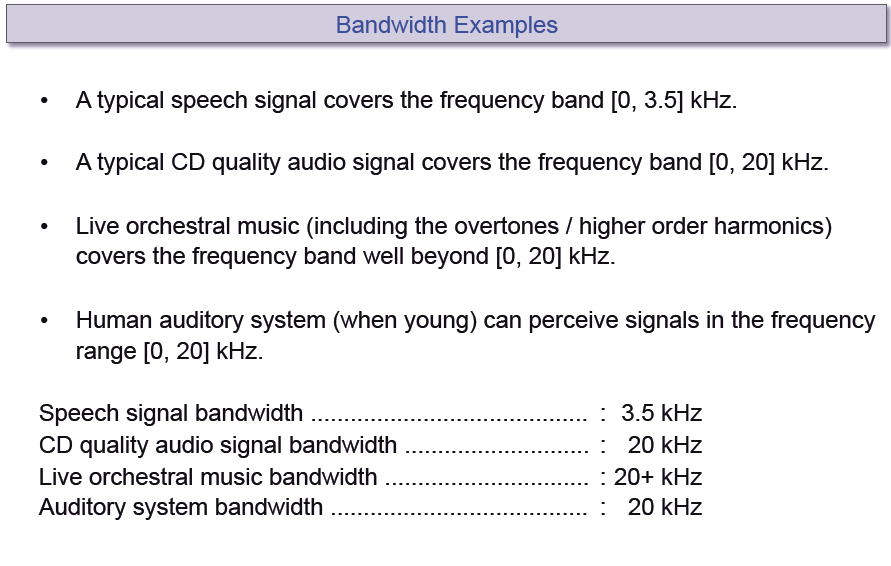 Bandwidth Examples
• A typical speech signal covers the frequency band [0, 3.5] kHz.
• A typical CD quality audio signal covers the frequency band [0, 20] kHz.
• Live orchestral music (including the overtones / higher order harmonics)
covers the frequency band well beyond [0, 20] kHz.
• Human auditory system (when young) can perceive signals in the frequency
range [0, 20] kHz.
Speech signal bandwidth .......................................... : 3.5 kHz
CD quality audio signal bandwidth ............................ : 20 kHz
Live orchestral music bandwidth ............................... : 20+ kHz
Auditory system bandwidth ....................................... : 20 kHz